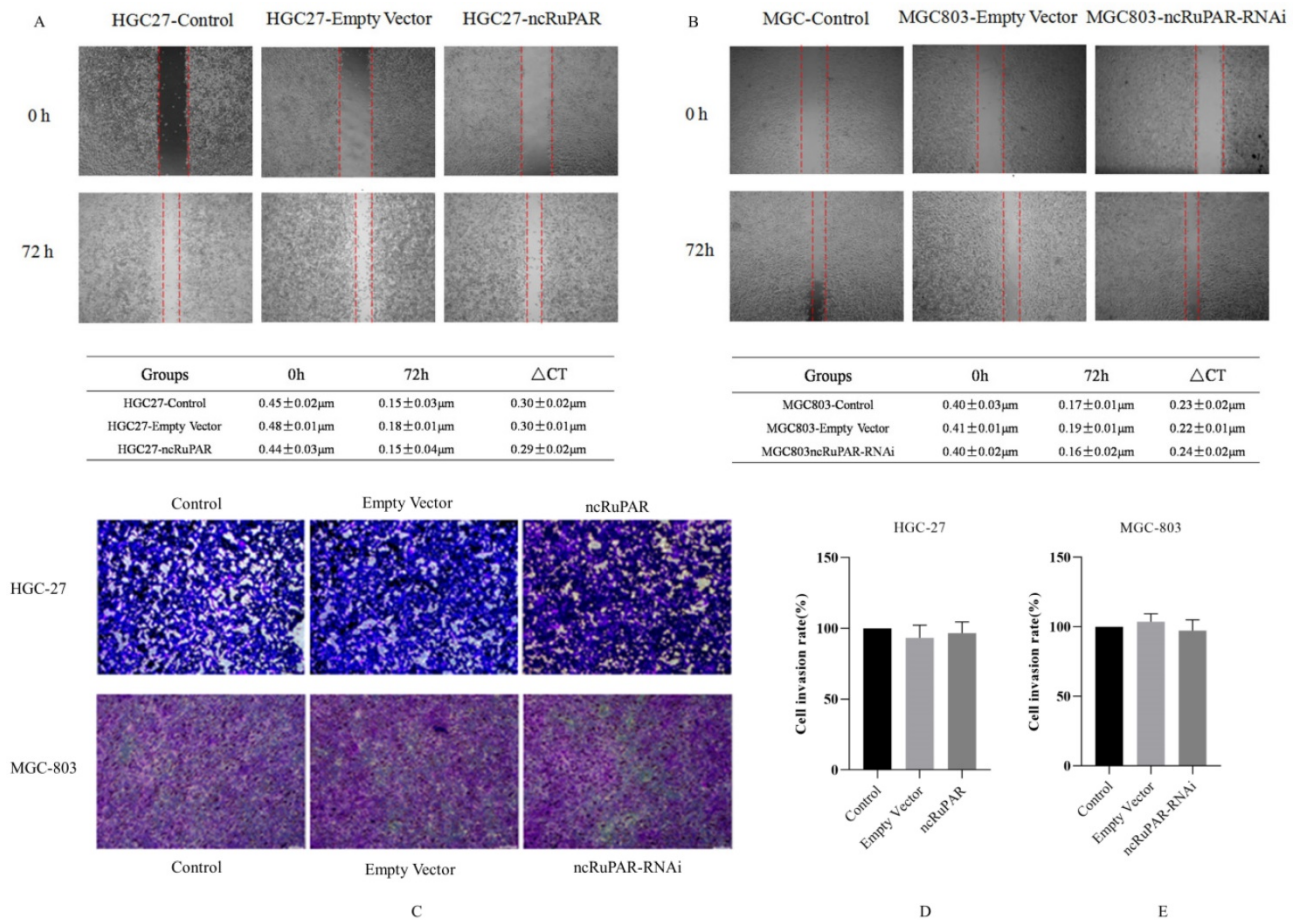 A
HGC27-Control HGC27-Empty Vector HGC27-ncRuPAR
0 h
72 h
Groups 0h 72h △CT
HGC27-Control 0.45±0.02μm 0.15±0.03μm 0.30±0.02μm
HGC27-Empty Vector 0.48±0.01μm 0.18±0.01μm 0.30±0.01μm
HGC27-ncRuPAR 0.44±0.03μm 0.15±0.04μm 0.29±0.02μm
B
MGC-Control MGC803-Empty Vector MGC803-ncRuPAR-RNAi
0 h
72h
Groups 0h 72h △CT
MGC803-Control 0.40±0.03μm 0.17±0.01μm 0.23±0.02μm
MGC803-Empty Vector 0.41±0.01μm 0.19±0.01μm 0.22±0.01μm
MGC803ncRuPAR-RNAi 0.40±0.02μm 0.16±0.02μm 0.24±0.02μm
Control Empty Vector ncRuPAR
HGC-27
MGC-803
Control Empty Vector ncRuPAR-RNAi
C
HGC-27
Cell invasion rate(%)
150
100
50
0
Control
Empty Vector
ncRuPAR
D
MGC-803
Cell invasion rate(%)
150
100
50
0
Control
Empty Vector
ncRuPAR-RNAi
E